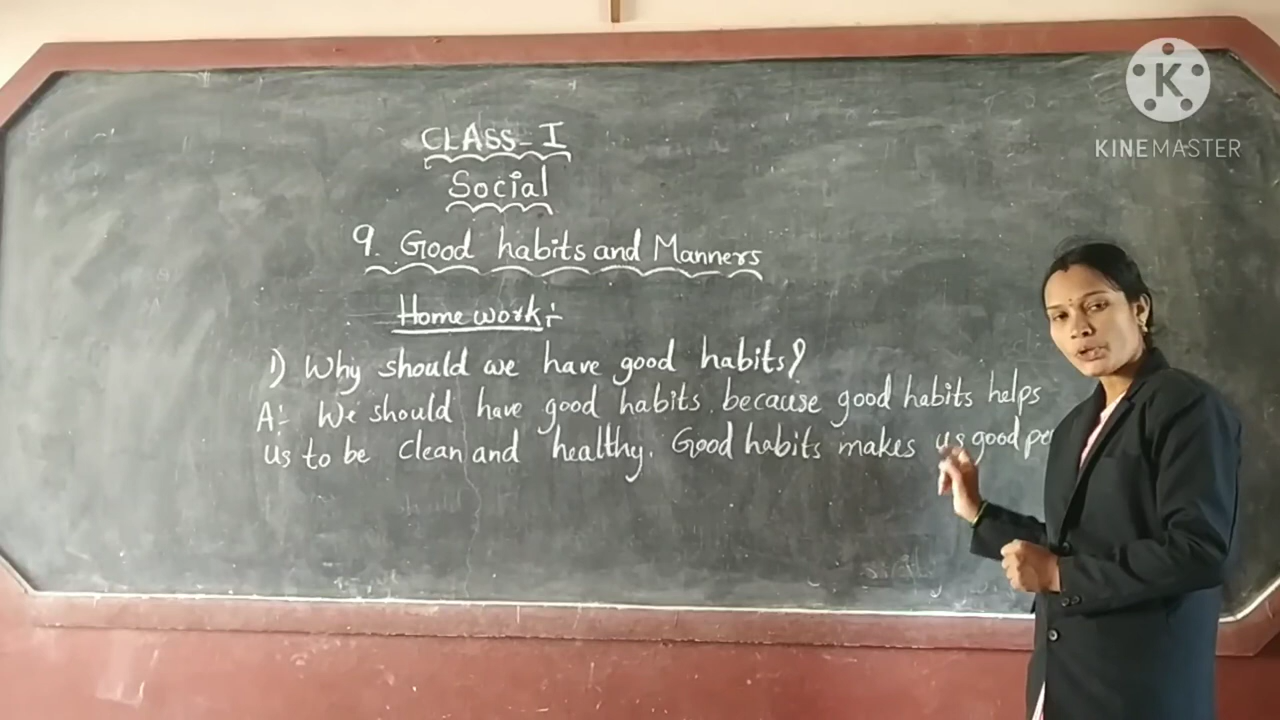 CLASS - I
Social
9. Good habits and Manners
Home work:-
1) Why should we have good habits?
A:- We should have good habits. because good habits helps
us to be clean and healthy. Good habits makes us good
K
KINEMASTER